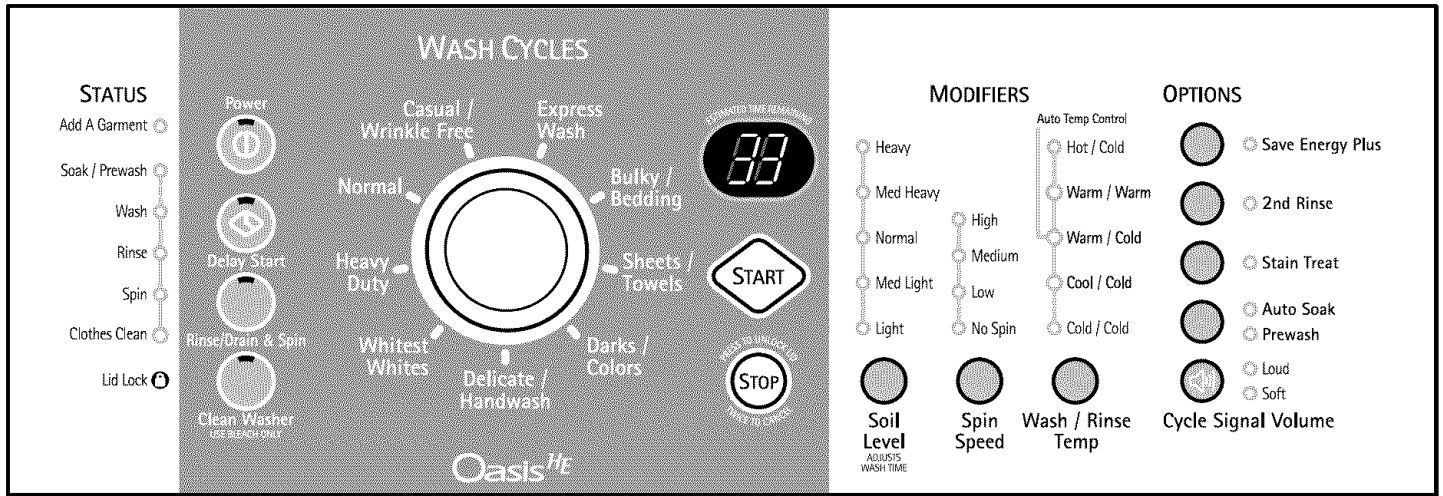 WASH CYCLES
STATUS
Add A Garment
Soak / Prewash
Wash
Rinse
Spin
Clothes Clean
Lid Lock
Power
Delay Start
Rinse/Drain & Spin
Clean Washer
USE BLEACH ONLY
Casual /
Wrinkle Free
Express
Wash
Normal
Bulky /
Bedding
Heavy
Duty
Sheets /
Towels
Whitest
Whites
Delicate /
Handwash
Darks /
Colors
ESTIMATED TIME REMAINING
33
START
PRESS TO UNLOCK LID
STOP
TWICE TO CANCEL
Oasis HE
MODIFIERS
Heavy
Med Heavy
Normal
Med Light
Light
Soil
Level
ADJUSTS
WASH TIME
High
Medium
Low
No Spin
Spin
Speed
Auto Temp Control
Hot / Cold
Warm / Warm
Warm / Cold
Cool / Cold
Cold / Cold
Wash / Rinse
Temp
OPTIONS
Save Energy Plus
2nd Rinse
Stain Treat
Auto Soak
Prewash
Loud
Soft
Cycle Signal Volume